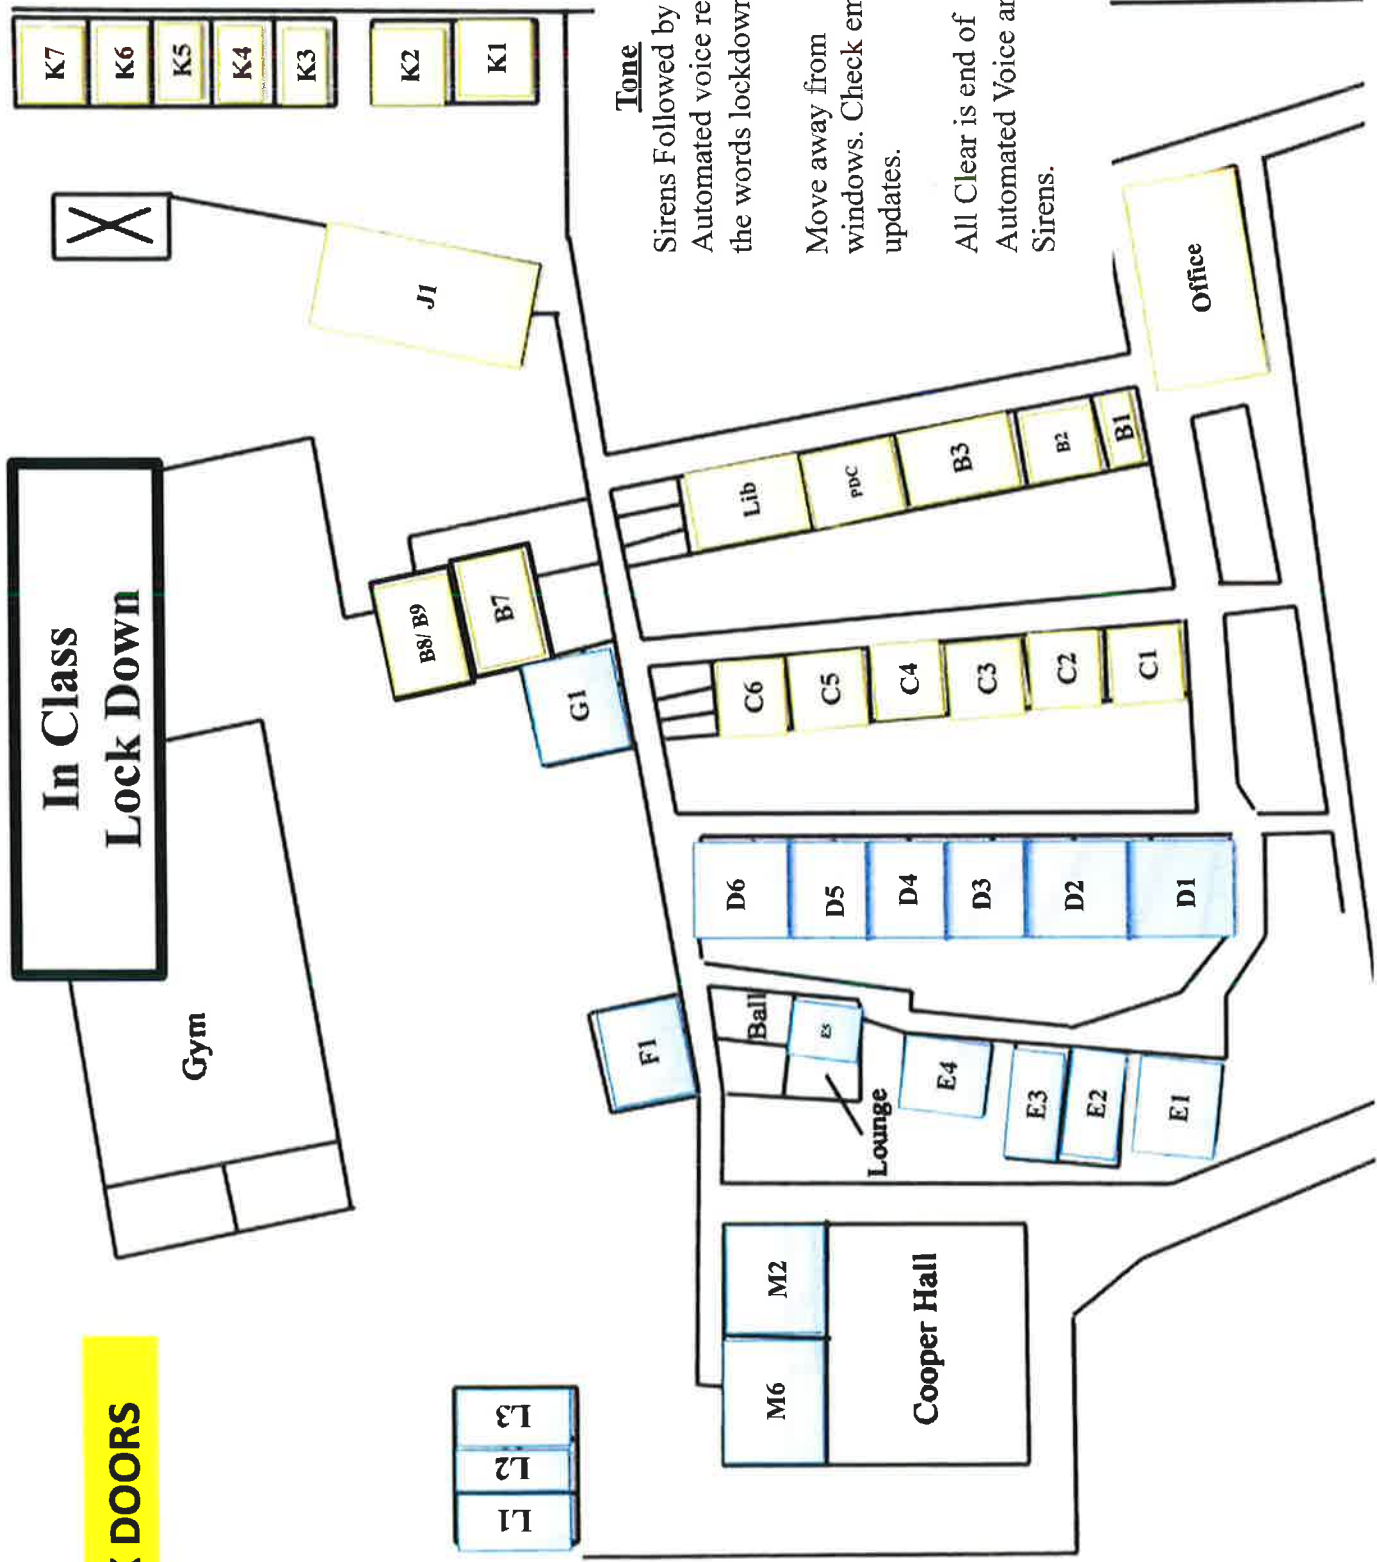 DOORS
In Class
Lock Down
Gym
K7
K6
K5
K4
K3
K2
K1
J1
L1
L2
L3
B8/ B9
B7
G1
F1
Tone
Sirens Followed by
Automated voice
the words lockdown
Move away from
windows. Check
updates.
All Clear is end of
Automated Voice
Sirens.
M6
M2
Cooper Hall
Ball
E5
Lounge
E4
E3
E2
E1
D6
D5
D4
D3
D2
D1
C6
C5
C4
C3
C2
C1
Lib
PDC
B3
B2
B1
Office